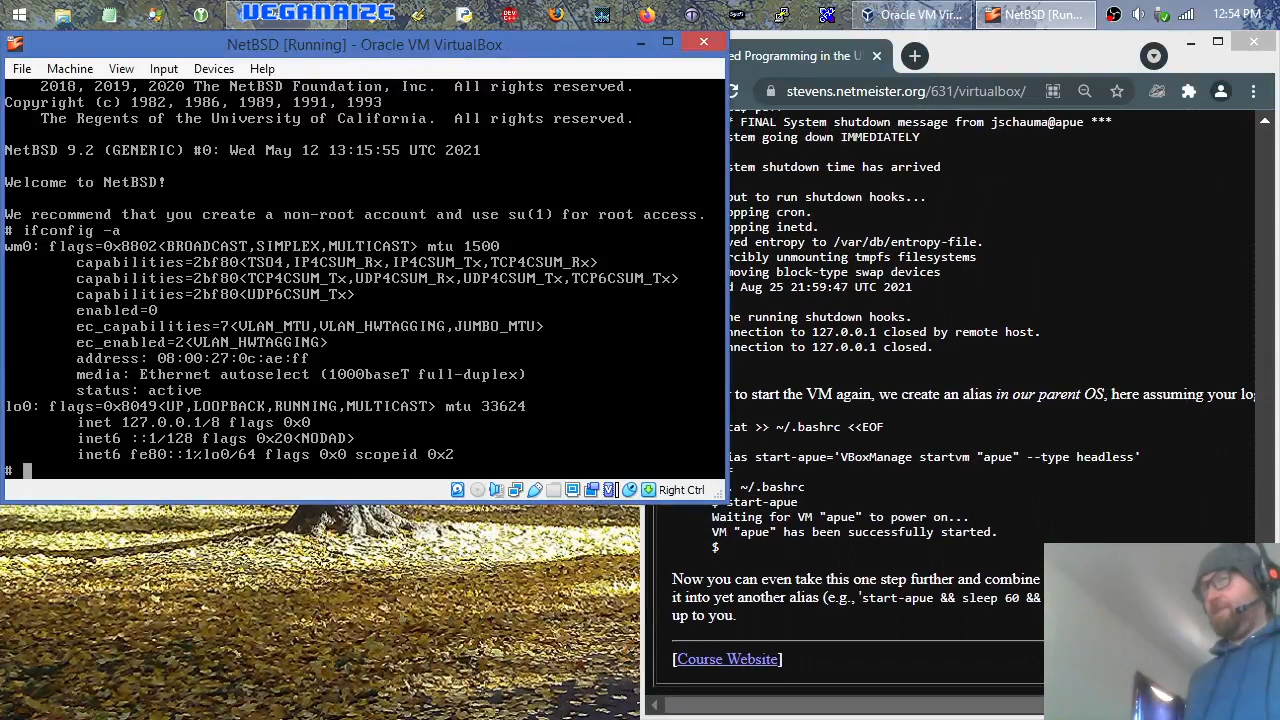 VEGANAIZE
Oracle VM Virt...
NetBSD [Run...
12:54 PM
NetBSD [Running] - Oracle VM VirtualBox
File Machine View Input Devices Help
2018, 2019, 2020 The NetBSD Foundation, Inc. All rights reserved.
Copyright (c) 1982, 1986, 1989, 1991, 1993
The Regents of the University of California. All rights reserved.
NetBSD 9.2 (GENERIC) #0: Wed May 12 13:15:55 UTC 2021
Welcome to NetBSD!
We recommend that you create a non-root account and use su(1) for root access.
# ifconfig -a
wm0: flags=0x8802<BROADCAST,SIMPLEX,MULTICAST> mtu 1500
capabilities=2bf80<TSO4,IP4CSUM_Rx,IP4CSUM_Tx,TCP4CSUM_Rx>
capabilities=2bf80<TCP4CSUM_Tx,UDP4CSUM_Rx,UDP4CSUM_Tx,TCP6CSUM_Tx>
capabilities=2bf80<UDP6CSUM_Tx>
enabled=0
ec_capabilities=7<VLAN_MTU,VLAN_HWTAGGING,JUMBO_MTU>
ec_enabled=2<VLAN_HWTAGGING>
address: 08:00:27:0c:ae:ff
media: Ethernet autoselect (1000baseT full-duplex)
status: active
lo0: flags=0x8049<UP,LOOPBACK,RUNNING,MULTICAST> mtu 33624
inet 127.0.0.1/8 flags 0x0
inet6 ::1/128 flags 0x20<NODAD>
inet6 fe80::1%lo0/64 flags 0x0 scopeid 0x2
#
Right Ctrl
ed Programming in the U
stevens.netmeister.org/631/virtualbox/
* FINAL System shutdown message from jschauma@apue ***
stem going down IMMEDIATELY
stem shutdown time has arrived
out to run shutdown hooks...
opping cron.
opping inetd.
ved entropy to /var/db/entropy-file.
rcibly unmounting tmpfs filesystems
moving block-type swap devices
d Aug 25 21:59:47 UTC 2021
ne running shutdown hooks.
nnection to 127.0.0.1 closed by remote host.
nnection to 127.0.0.1 closed.
r to start the VM again, we create an alias in our parent OS, here assuming your log
cat >> ~/.bashrc <<EOF
ias start-apue='VBoxManage startvm "apue" --type headless'
F
. ~/.bashrc
$ start-apue
Waiting for VM "apue" to power on...
VM "apue" has been successfully started.
$
Now you can even take this one step further and combine
it into yet another alias (e.g., 'start-apue && sleep 60 &&
up to you.
[Course Website]